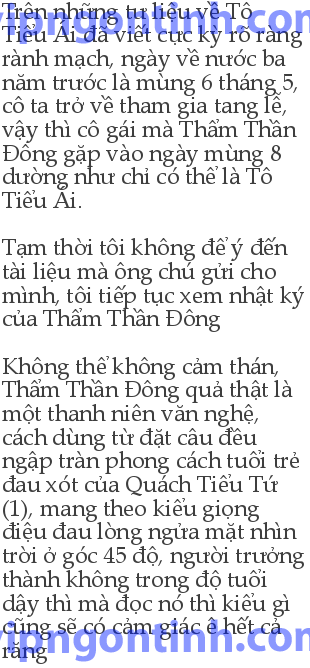 Trên những tư liệu về Tô
Tiểu Ái đã viết cực kỳ rõ ràng
rành mạch, ngày về nước ba
năm trước là mùng 6 tháng 5,
cô ta trở về tham gia tang lễ,
vậy thì cô gái mà Thẩm Thần
Đông gặp vào ngày mùng 8
dường như chỉ có thể là Tô
Tiểu Ái.
Tạm thời tôi không để ý đến
tài liệu mà ông chú gửi cho
mình, tôi tiếp tục xem nhật ký
của Thẩm Thần Đông
Không thể không cảm thán,
Thẩm Thần Đông quả thật là
một thanh niên văn nghệ,
cách dùng từ đặt câu đều
ngập tràn phong cách tuổi trẻ
đau xót của Quách Tiểu Tứ
(1), mang theo kiểu giọng
điệu đau lòng ngửa mặt nhìn
trời ở góc 45 độ, người trưởng
thành không trong độ tuổi
dậy thì mà đọc nó thì kiểu gì
cũng sẽ có cảm giác ê hết cả
răng
vipngontinh.com